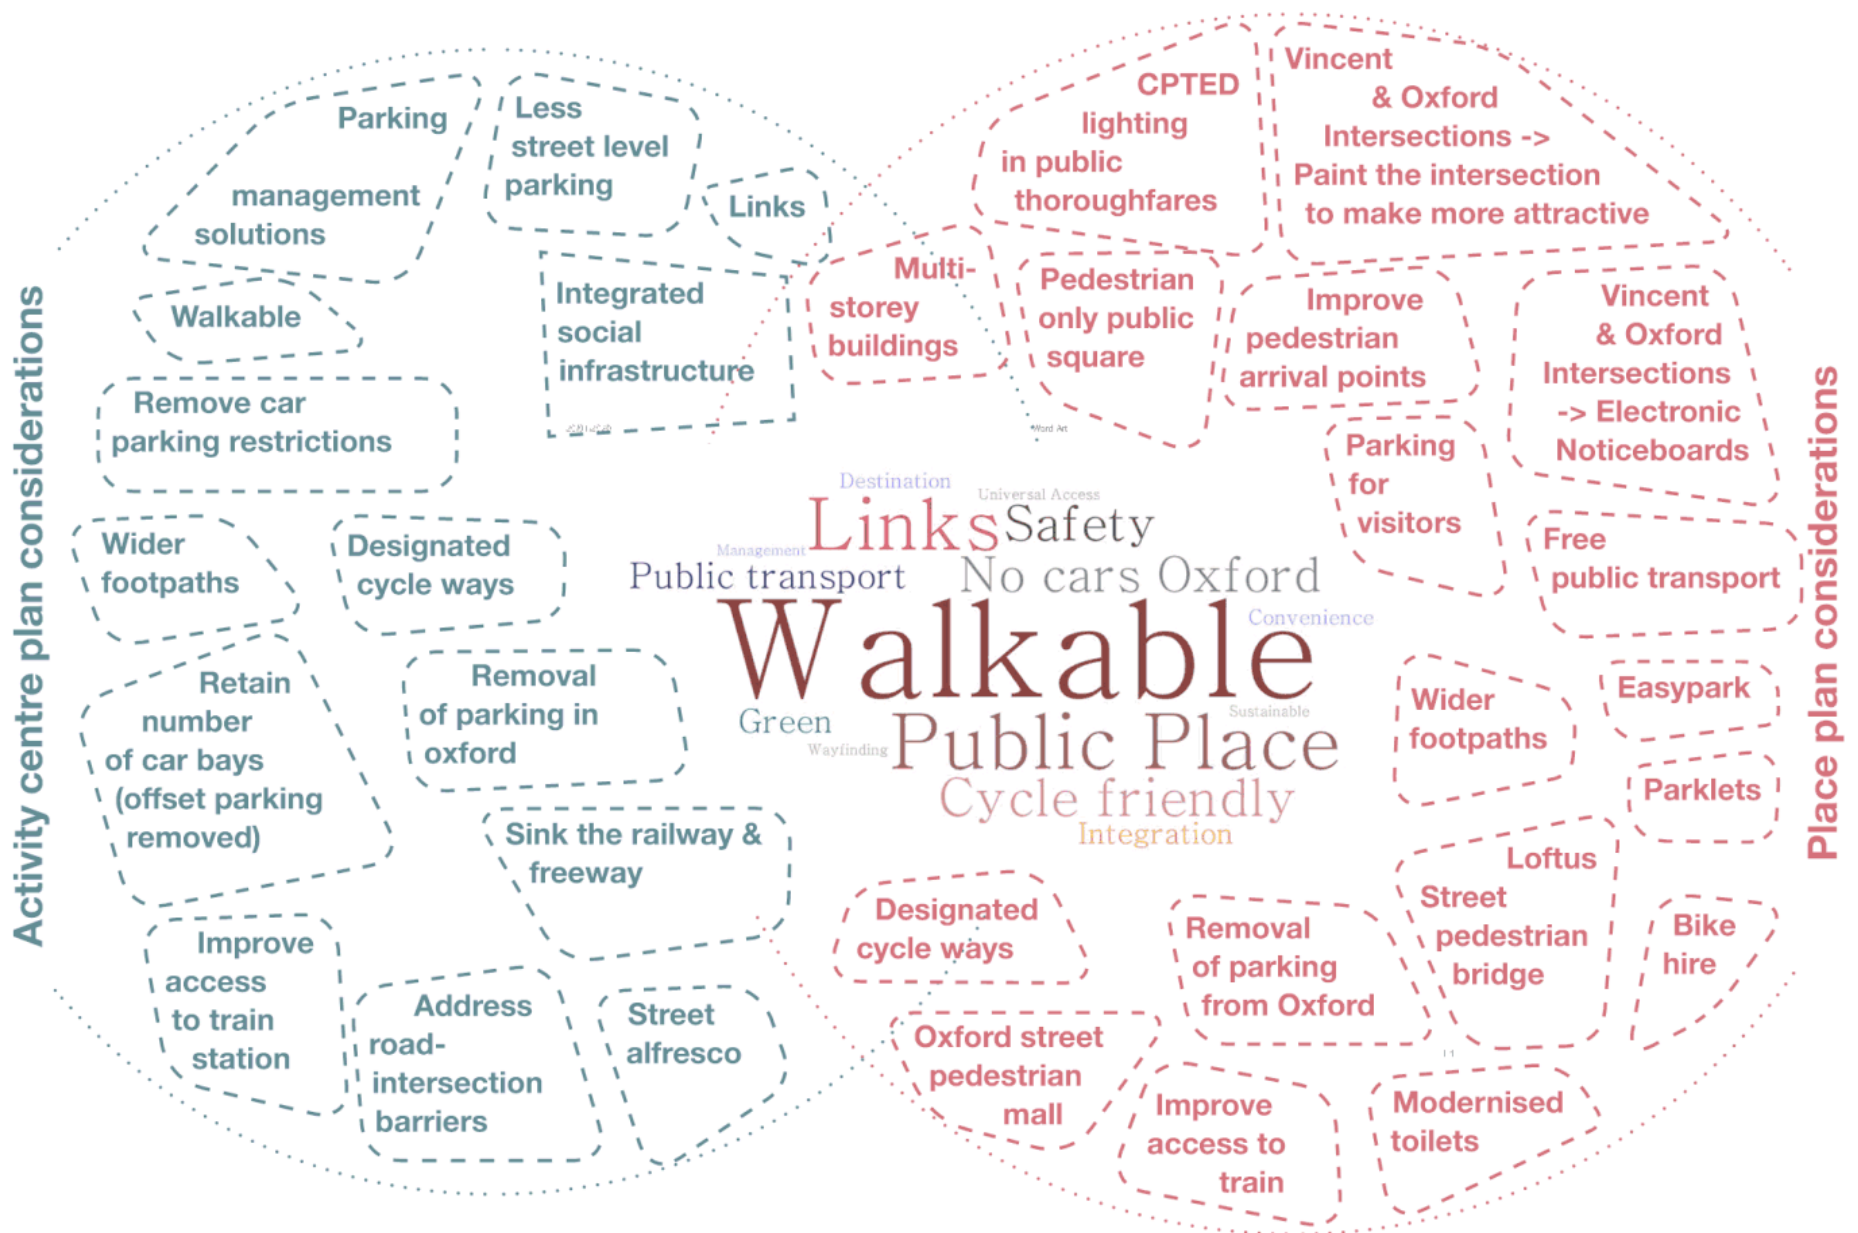 Activity centre plan considerations
Parking
management
solutions
Less
street level
parking
Links
Walkable
Integrated
social
infrastructure
Remove car
parking restrictions
Wider
footpaths
Designated
cycle ways
Retain
number
of car bays
(offset parking
removed)
Removal
of parking in
oxford
Sink the railway &
freeway
Improve
access
to train
station
Address
road-
intersection
barriers
Street
alfresco
Destination
Universal Access
Links
Safety
Management
Public transport
No cars Oxford
Walkable
Convenience
Green
Sustainable
Wayfinding
Public Place
Cycle friendly
Integration
Word Art
CPTED
lighting
in public
thoroughfares
Vincent
& Oxford
Intersections ->
Paint the intersection
to make more attractive
Multi-
storey
buildings
Pedestrian
only public
square
Improve
pedestrian
arrival points
Vincent
& Oxford
Intersections
-> Electronic
Noticeboards
Parking
for
visitors
Free
public transport
Wider
footpaths
Easypark
Parklets
Loftus
Street
pedestrian
bridge
Bike
hire
Designated
cycle ways
Removal
of parking
from Oxford
Oxford street
pedestrian
mall
Improve
access to
train
Modernised
toilets
Place plan considerations